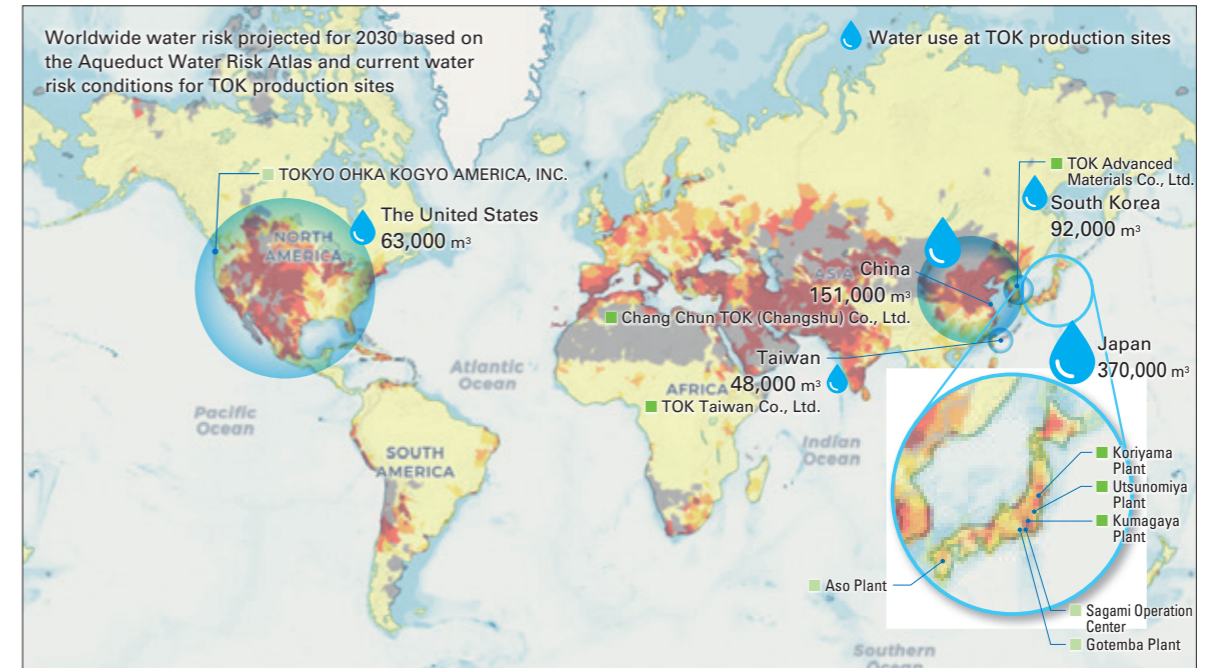 Worldwide water risk projected for 2030 based on
the Aqueduct Water Risk Atlas and current water
risk conditions for TOK production sites
Water use at TOK production sites
TOKYO OHKA KOGYO AMERICA, INC.
The United States
63,000 m³
NORTH
AMERICA
TOK Advanced
Materials Co., Ltd.
South Korea
92,000 m³
ASIA
China
151,000 m³
Chang Chun TOK (Changshu) Co., Ltd.
Taiwan
48,000 m³
TOK Taiwan Co., Ltd.
Japan
370,000 m³
Atlantic
Ocean
AFRICA
Pacific
Ocean
SOUTH
AMERICA
Indian
Ocean
Koriyama
Plant
Utsunomiya
Plant
Kumagaya
Plant
Aso Plant
Sagami Operation
Center
Gotemba Plant
Southern
Ocean